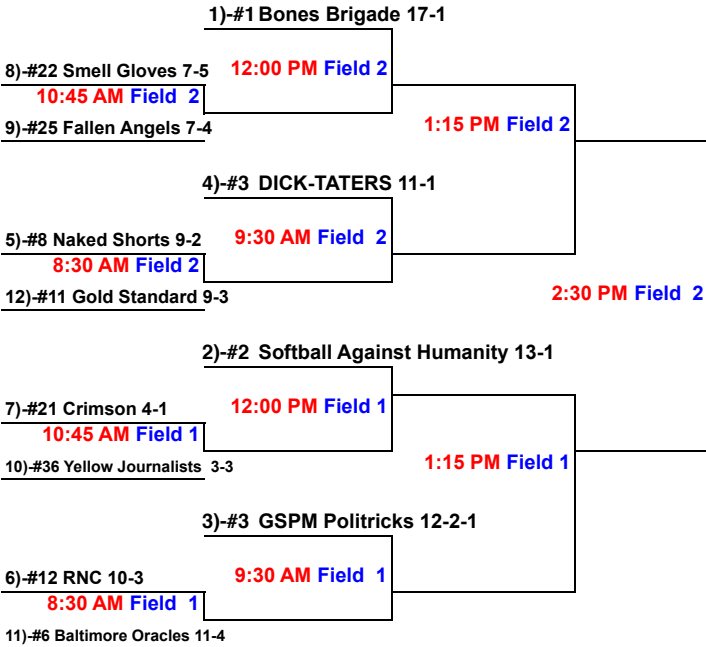 1)-#1 Bones Brigade 17-1
8)-#22 Smell Gloves 7-5
12:00 PM Field 2
10:45 AM Field 2
9)-#25 Fallen Angels 7-4
1:15 PM Field 2
4)-#3 DICK-TATERS 11-1
5)-#8 Naked Shorts 9-2
9:30 AM Field 2
8:30 AM Field 2
12)-#11 Gold Standard 9-3
2:30 PM Field 2
2)-#2 Softball Against Humanity 13-1
7)-#21 Crimson 4-1
12:00 PM Field 1
10:45 AM Field 1
10)-#36 Yellow Journalists 3-3
1:15 PM Field 1
3)-#3 GSPM Politricks 12-2-1
6)-#12 RNC 10-3
9:30 AM Field 1
8:30 AM Field 1
11)-#6 Baltimore Oracles 11-4